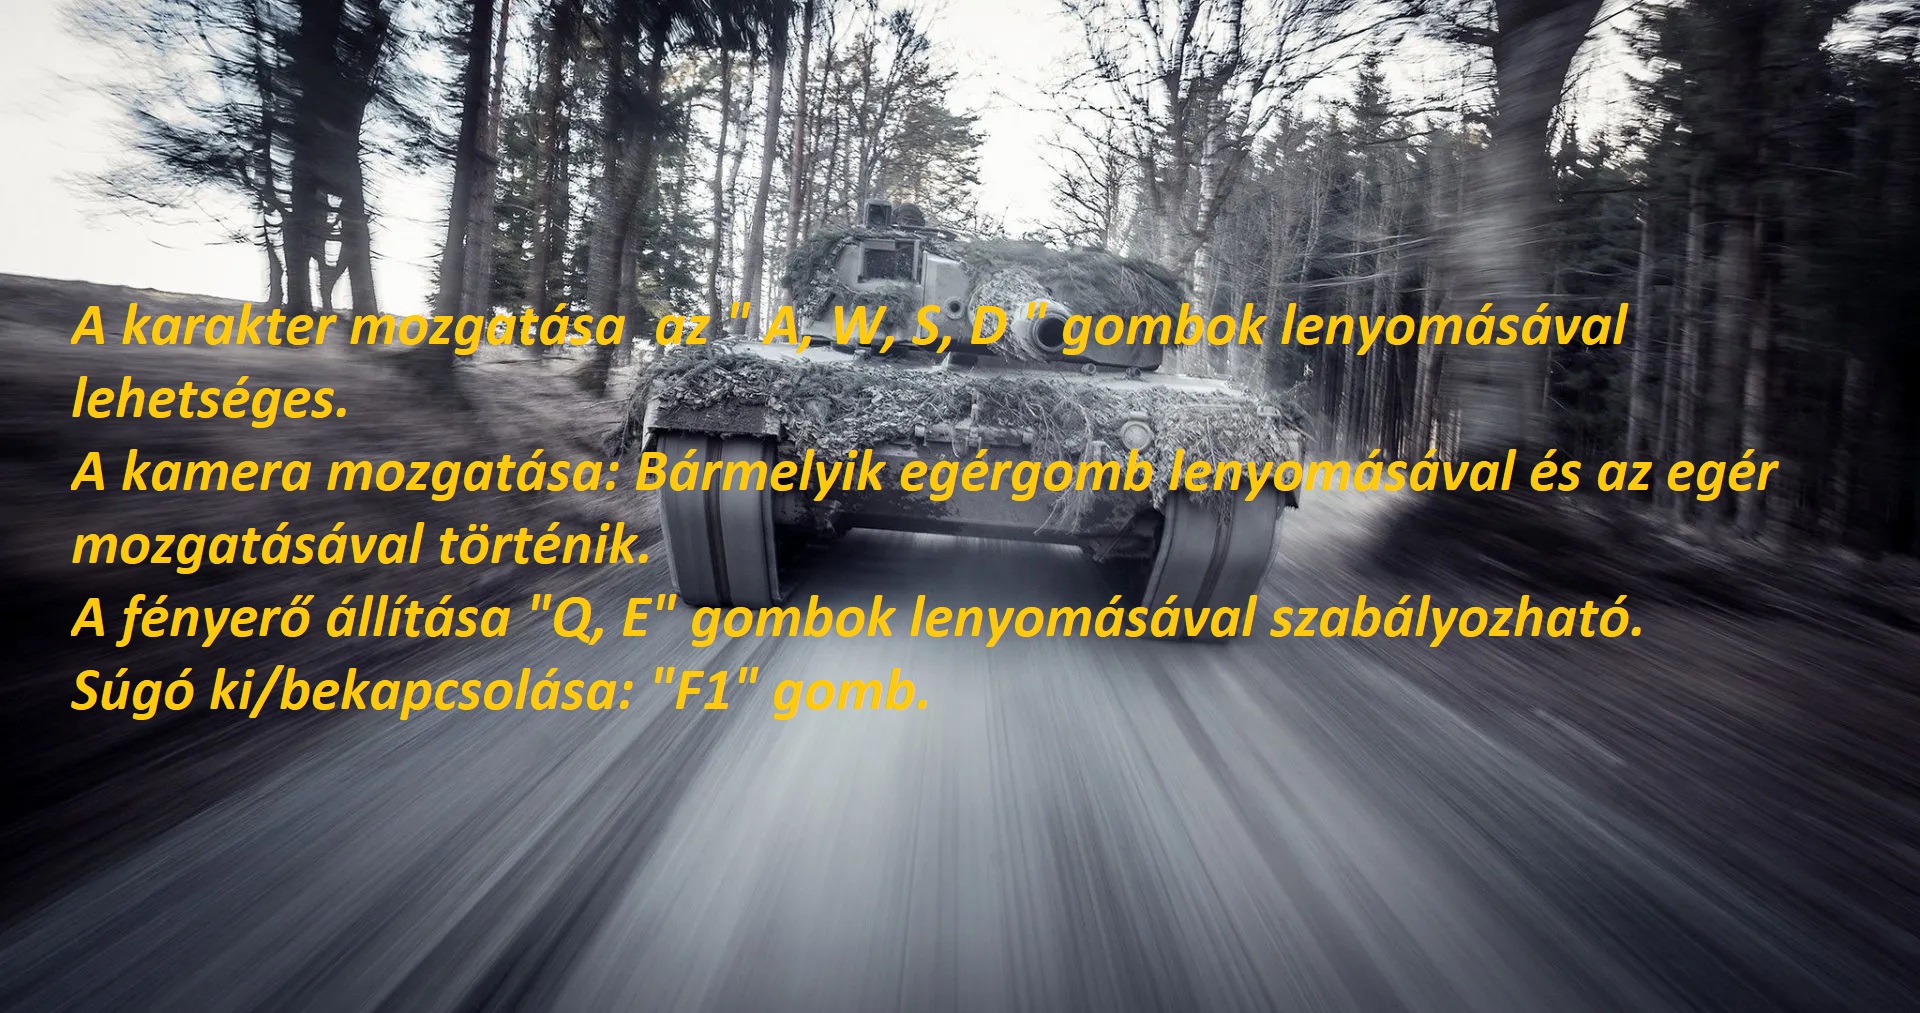 A karakter mozgatása  az " A, W, S, D " gombok lenyomásával
lehetséges.
A kamera mozgatása: Bármelyik egérgomb lenyomásával és az egér
mozgatásával történik.
A fényerő állítása "Q, E" gombok lenyomásával szabályozható.
Súgó ki/bekapcsolása: "F1" gomb.